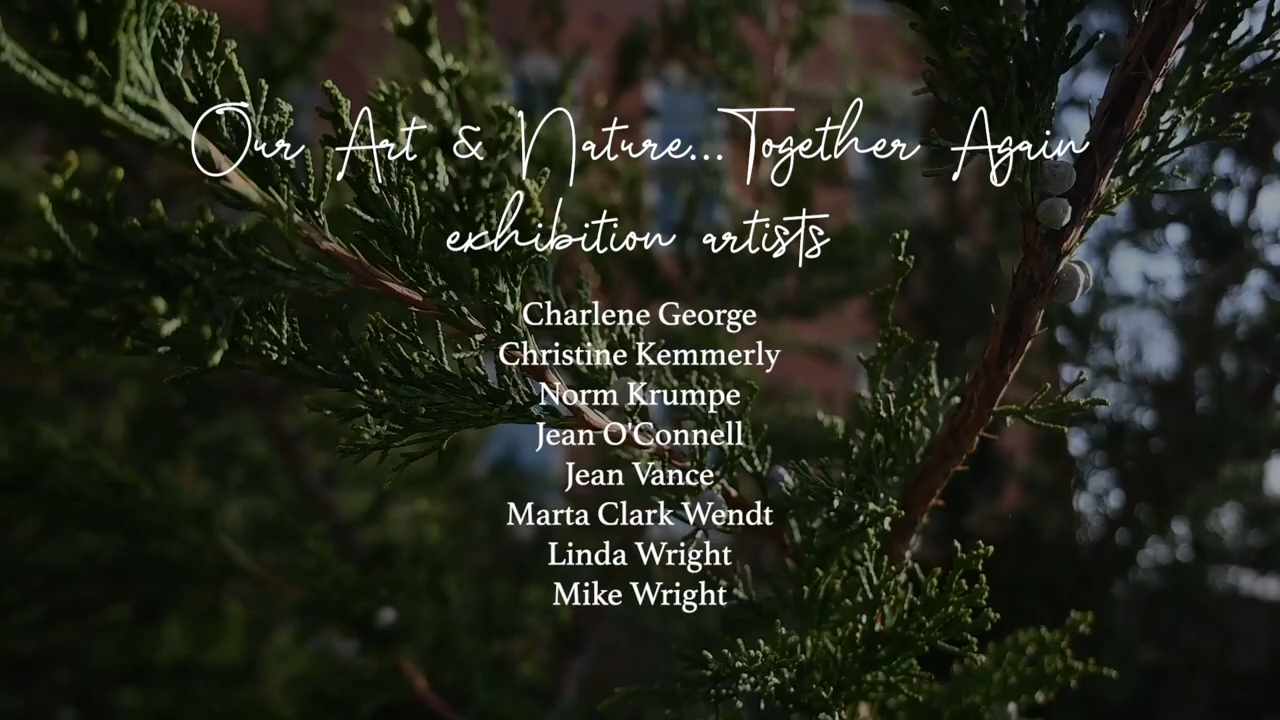 Our Art & Nature...Together Again
exhibition artists
Charlene George
Christine Kemmerly
Norm Krumpe
Jean O'Connell
Jean Vance
Marta Clark Wendt
Linda Wright
Mike Wright